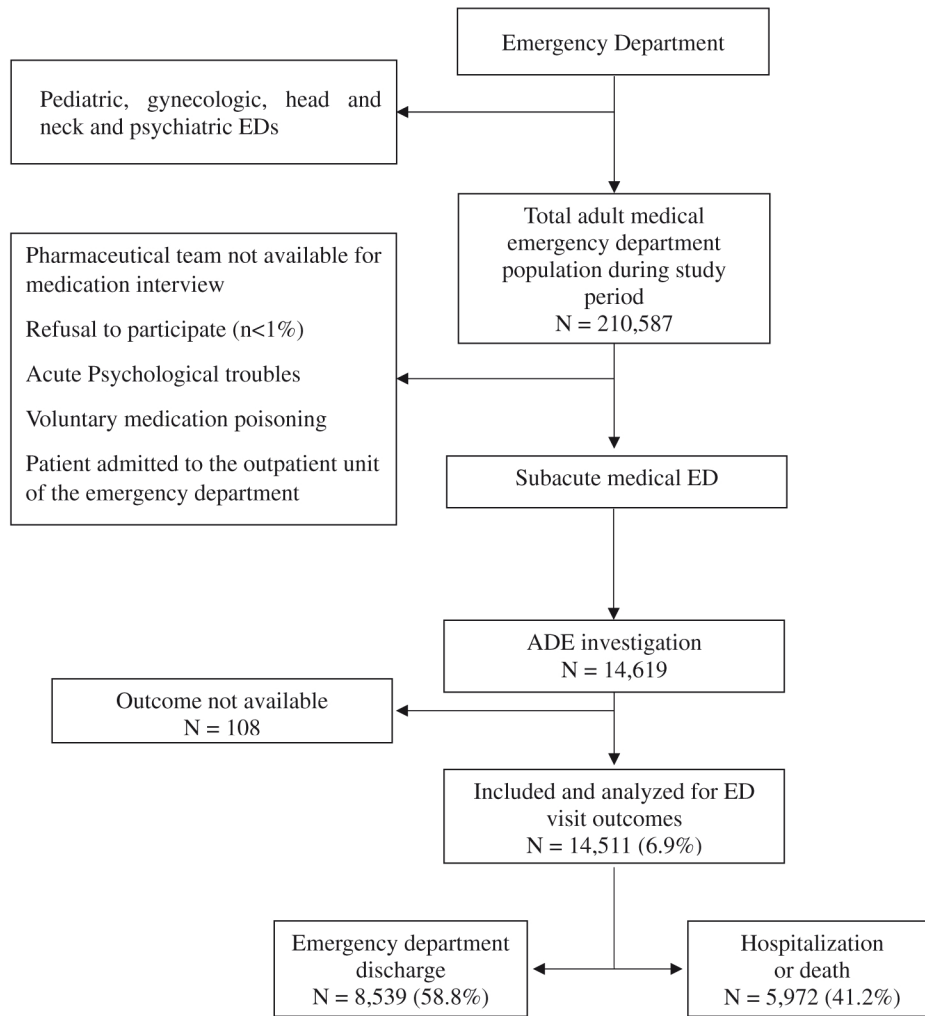 Emergency Department
Pediatric, gynecologic, head and
neck and psychiatric EDs
Total adult medical
emergency department
population during study
period
N = 210,587
Pharmaceutical team not available for
medication interview
Refusal to participate (n<1%)
Acute Psychological troubles
Voluntary medication poisoning
Patient admitted to the outpatient unit
of the emergency department
Subacute medical ED
ADE investigation
N = 14,619
Outcome not available
N = 108
Included and analyzed for ED
visit outcomes
N = 14,511 (6.9%)
Emergency department
discharge
N = 8,539 (58.8%)
Hospitalization
or death
N = 5,972 (41.2%)